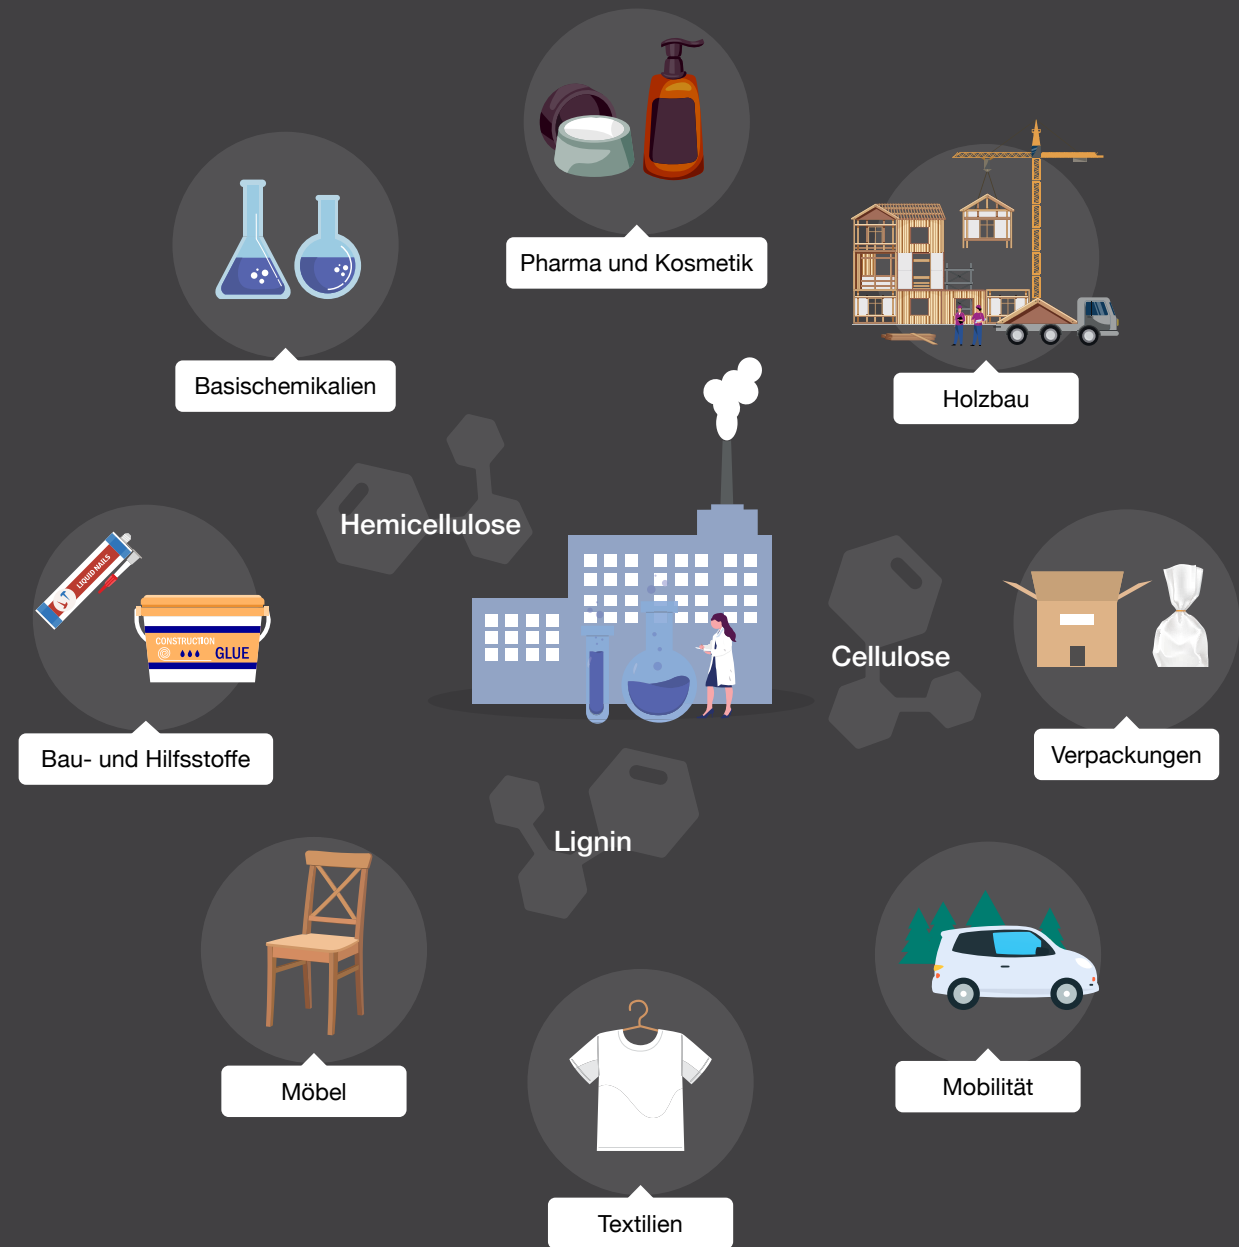 Pharma und Kosmetik
Basischemikalien
Holzbau
Hemicellulose
LIQUID NAILS
CONSTRUCTION
GLUE
Cellulose
Bau- und Hilfsstoffe
Verpackungen
Lignin
Möbel
Mobilität
Textilien